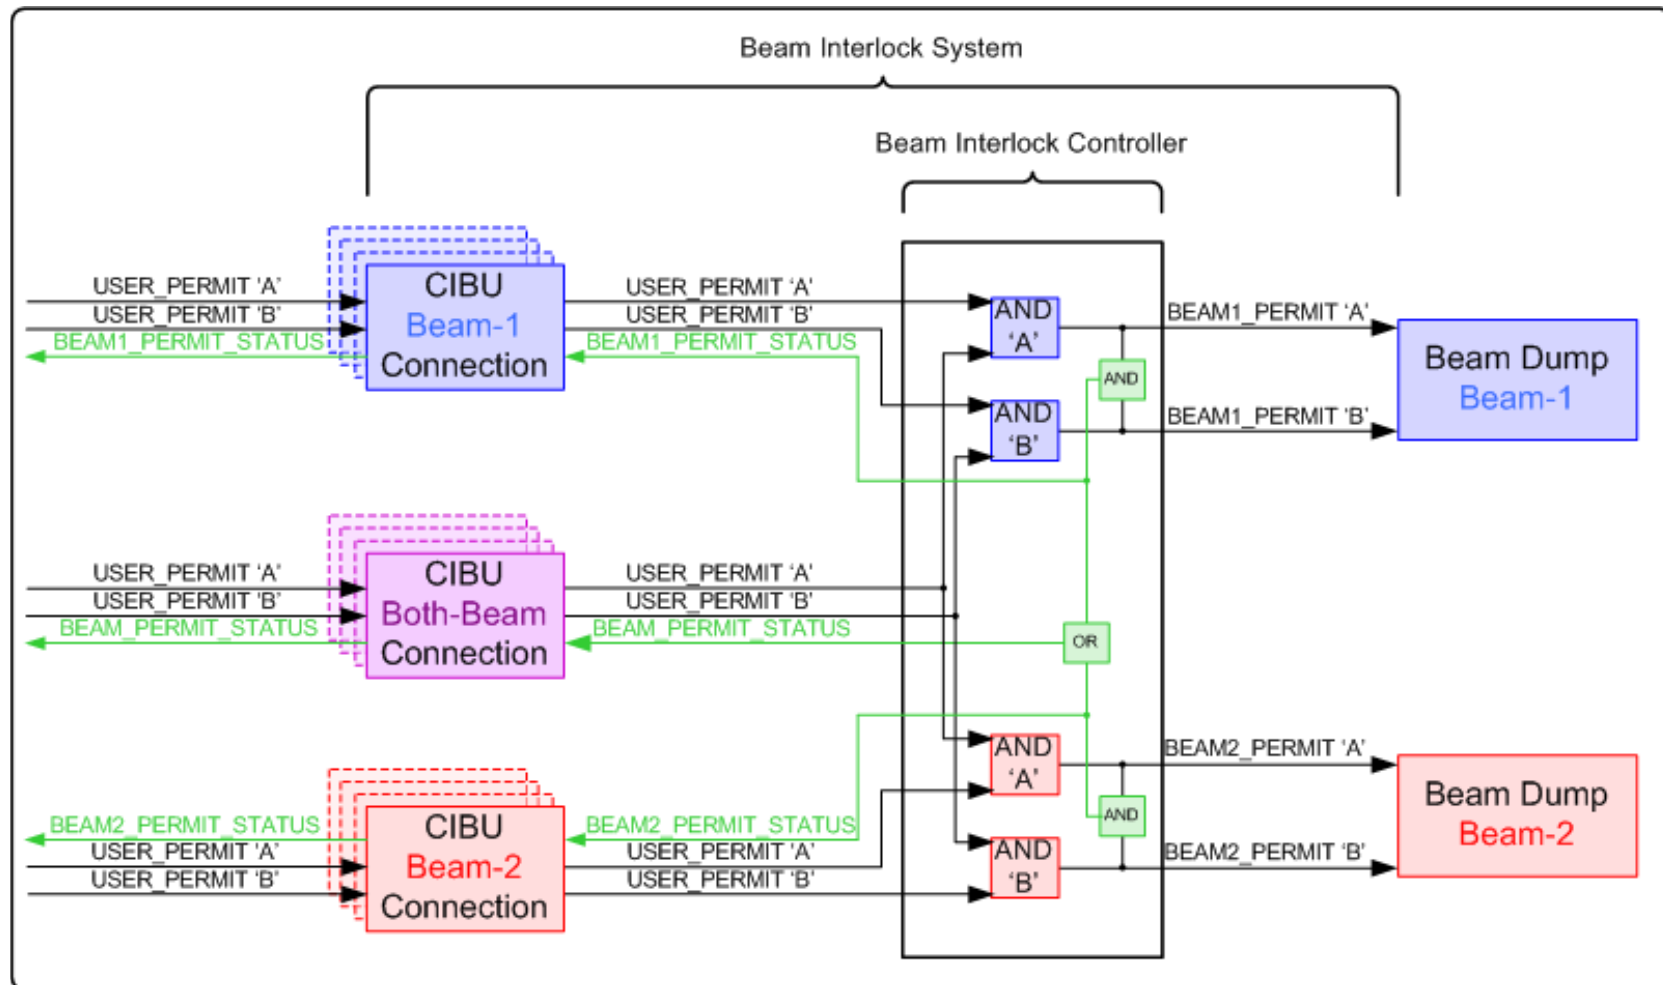 Beam Interlock System
Beam Interlock Controller
USER_PERMIT 'A'
USER_PERMIT 'B'
BEAM1_PERMIT_STATUS
CIBU
Beam-1
Connection
USER_PERMIT 'A'
USER_PERMIT 'B'
BEAM1_PERMIT_STATUS
AND
'A'
AND
'B'
AND
BEAM1_PERMIT 'A'
BEAM1_PERMIT 'B'
Beam Dump
Beam-1
USER_PERMIT 'A'
USER_PERMIT 'B'
BEAM_PERMIT_STATUS
CIBU
Both-Beam
Connection
USER_PERMIT 'A'
USER_PERMIT 'B'
BEAM_PERMIT_STATUS
OR
BEAM2_PERMIT_STATUS
USER_PERMIT 'A'
USER_PERMIT 'B'
CIBU
Beam-2
Connection
BEAM2_PERMIT_STATUS
USER_PERMIT 'A'
USER_PERMIT 'B'
AND
'A'
AND
'B'
AND
BEAM2_PERMIT 'A'
BEAM2_PERMIT 'B'
Beam Dump
Beam-2